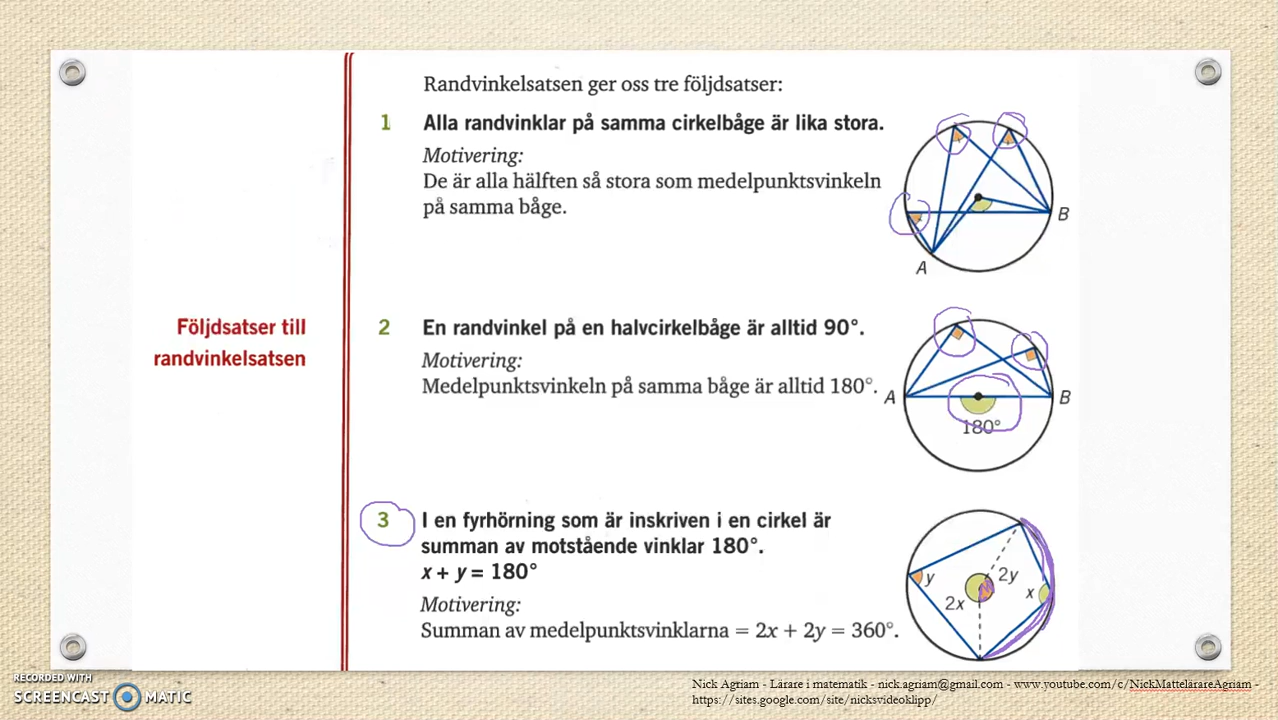 Randvinkelsatsen ger oss tre följdsatser:
1 Alla randvinklar på samma cirkelbåge är lika stora.
Motivering:
De är alla hälften så stora som medelpunktsvinkeln
på samma båge.
A
B
Följdsatser till
randvinkelsatsen
2 En randvinkel på en halvcirkelbåge är alltid 90°.
Motivering:
Medelpunktsvinkeln på samma båge är alltid 180°.
A
B
180°
3 I en fyrhörning som är inskriven i en cirkel är
summan av motstående vinklar 180°.
x + y = 180°
Motivering:
Summan av medelpunktsvinklarna = 2x + 2y = 360°.
y
2y
x
2x
RECORDED WITH
SCREENCAST MATIC
Nick Agriam - Lärare i matematik - nick.agriam@gmail.com - www.youtube.com/c/NickMattelärareAgriam -
https://sites.google.com/site/nicksvideoklipp/